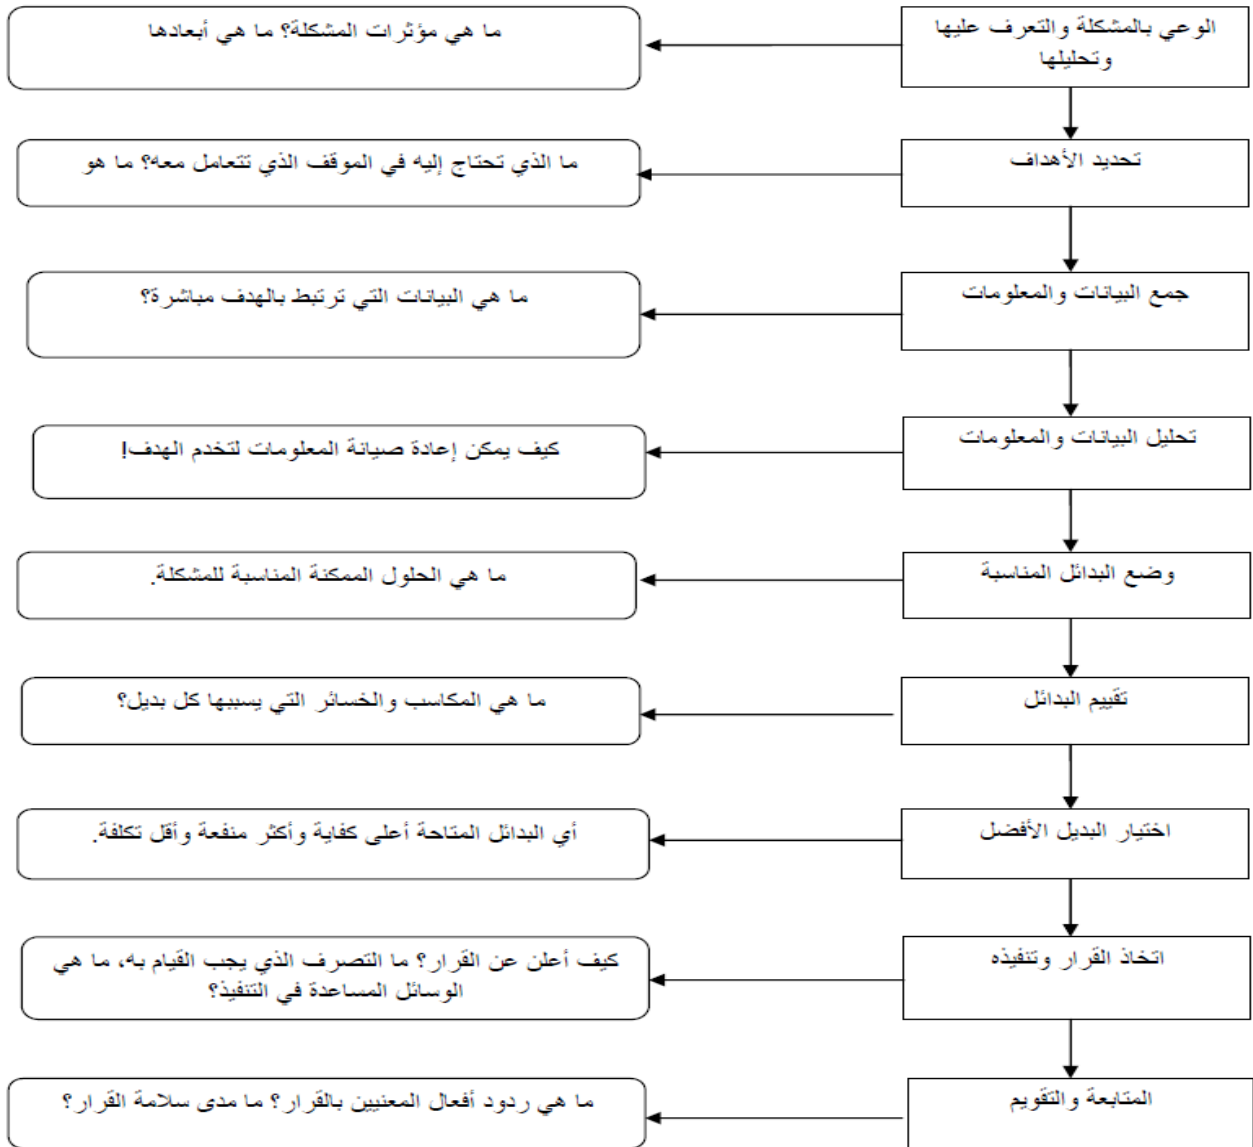 الوعي بالمشكلة والتعرف عليها
وتحليلها
ما هي مؤثرات المشكلة؟ ما هي أبعادها
تحديد الأهداف
ما الذي تحتاج إليه في الموقف الذي تتعامل معه؟ ما هو
جمع البيانات والمعلومات
ما هي البيانات التي ترتبط بالهدف مباشرة؟
تحليل البيانات والمعلومات
كيف يمكن إعادة صيانة المعلومات لتخدم الهدف!
وضع البدائل المناسبة
ما هي الحلول الممكنة المناسبة للمشكلة.
تقييم البدائل
ما هي المكاسب والخسائر التي يسببها كل بديل؟
اختيار البديل الأفضل
أي البدائل المتاحة أعلى كفاية وأكثر منفعة وأقل تكلفة.
اتخاذ القرار وتنفيذه
كيف أعلن عن القرار؟ ما التصرف الذي يجب القيام به، ما هي
الوسائل المساعدة في التنفيذ؟
المتابعة والتقويم
ما هي ردود أفعال المعنيين بالقرار؟ ما مدى سلامة القرار؟